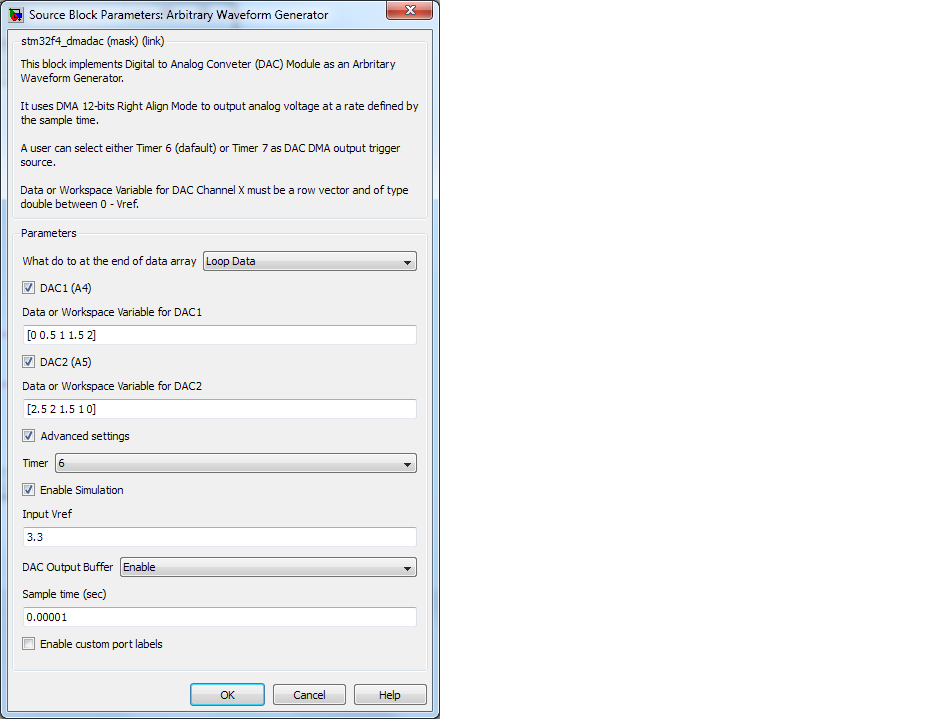 Source Block Parameters: Arbitrary Waveform Generator
stm32f4_dmadac (mask) (link)
This block implements Digital to Analog Conveter (DAC) Module as an Arbritary
Waveform Generator.
It uses DMA 12-bits Right Align Mode to output analog voltage at a rate defined by
the sample time.
A user can select either Timer 6 (dafault) or Timer 7 as DAC DMA output trigger
source.
Data or Workspace Variable for DAC Channel X must be a row vector and of type
double between 0 - Vref.
Parameters
What do to at the end of data array Loop Data
DAC1 (A4)
Data or Workspace Variable for DAC1
[0 0.5 1 1.5 2]
DAC2 (A5)
Data or Workspace Variable for DAC2
[2.5 2 1.5 1 0]
Advanced settings
Timer 6
Enable Simulation
Input Vref
3.3
DAC Output Buffer Enable
Sample time (sec)
0.00001
Enable custom port labels
OK Cancel Help